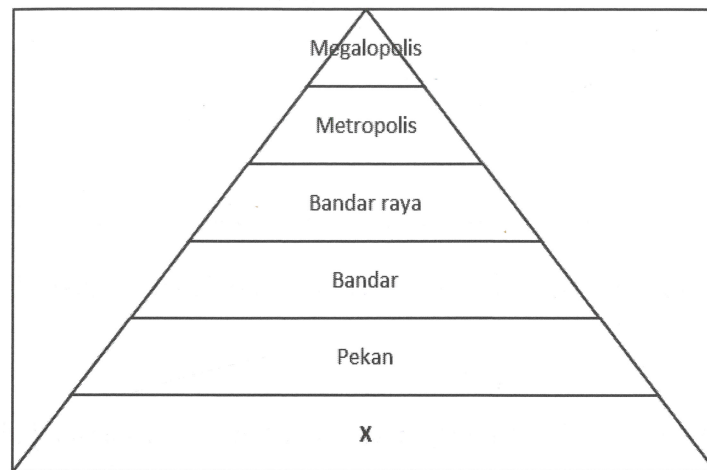 Megalopolis
Metropolis
Bandar raya
Bandar
Pekan
X